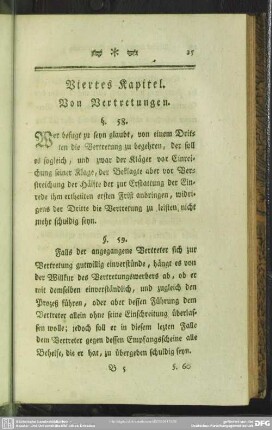 25
Viertes Kapitel.
Von Vertretungen.
§. 58.
Wer befugt zu seyn glaubt, von einem Drit-
ten die Vertretung zu begehren, der soll
es sogleich, und zwar der Kläger vor Einrei-
chung seiner Klage, der Beklagte aber vor Ver-
streichung der Hälfte der zur Erstattung der Ein-
rede ihm ertheilten ersten Frist andringen, widri-
gens der Dritte die Vertretung zu leisten, nicht
mehr schuldig seyn.
§. 59.
Falls der angegangene Vertreter sich zur
Vertretung gutwillig einverstünde, hängt es von
der Willkür des Vertretungswerbers ab, ob er
mit demselben einverständlich, und zugleich den
Prozeß führen, oder aber dessen Führung dem
Vertreter allein ohne seine Einschreitung überlas-
sen wolle; jedoch soll er in diesem lezten Falle
dem Vertreter gegen dessen Empfangsscheine alle
Behelfe, die er hat, zu übergeben schuldig seyn.
B 5
§. 60